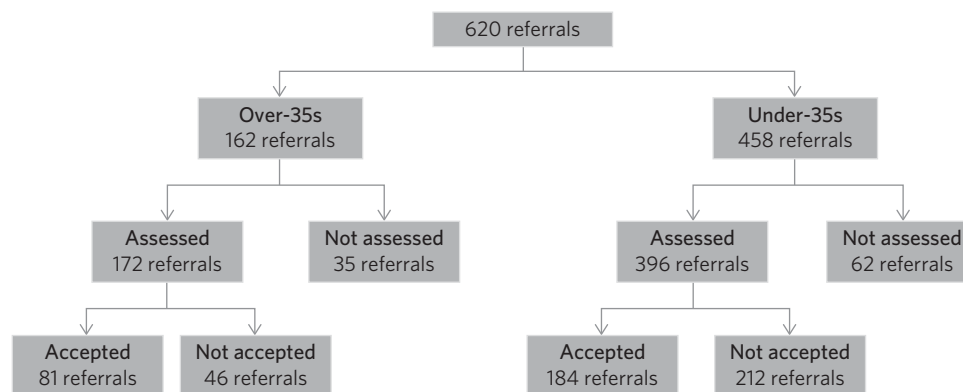 620 referrals
Over-35s
162 referrals
Under-35s
458 referrals
Assessed
172 referrals
Not assessed
35 referrals
Assessed
396 referrals
Not assessed
62 referrals
Accepted
81 referrals
Not accepted
46 referrals
Accepted
184 referrals
Not accepted
212 referrals